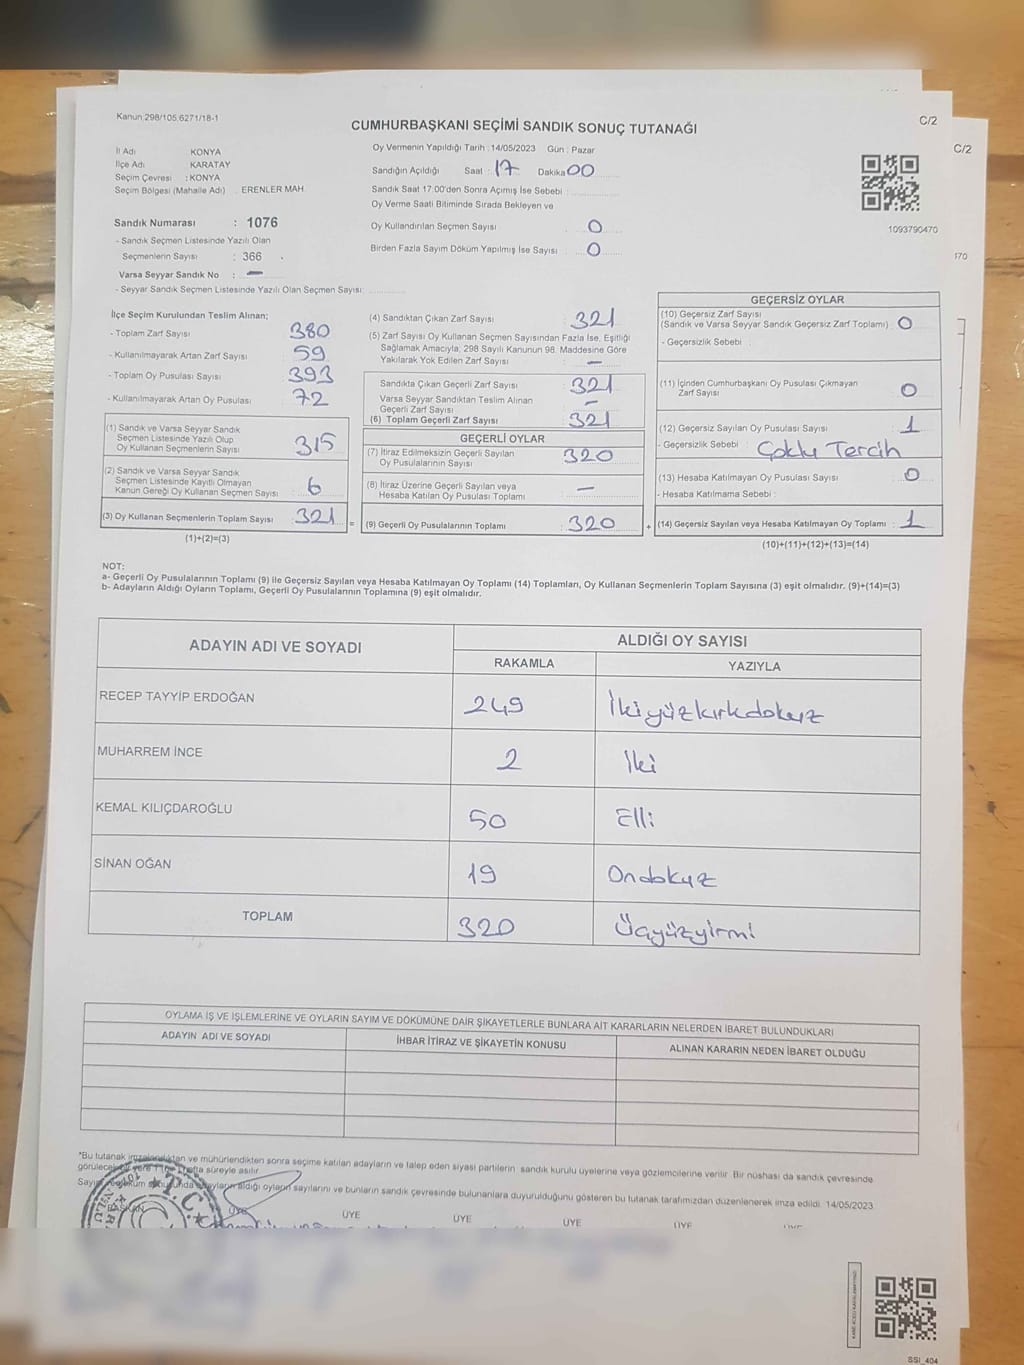 Kanun:298/105,6271/18-1
C/2
CUMHURBAŞKANI SEÇİMİ SANDIK SONUÇ TUTANAĞI
C/2
İl Adı KONYA
İlçe Adı KARATAY
Seçim Çevresi : KONYA
Seçim Bölgesi (Mahalle Adı) . ERENLER MAH.
Oy Vermenin Yapıldığı Tarih :14/05/2023 Gün : Pazar
Sandığın Açıldığı Saat : 17 Dakika 00
Sandık Saat 17:00'den Sonra Açımış İse Sebebi :
Oy Verme Saati Bitiminde Sırada Bekleyen ve
Oy Kullandırılan Seçmen Sayısı : 0
Birden Fazla Sayım Döküm Yapılmış İse Sayısı : 0
1093790470
170
Sandık Numarası : 1076
- Sandık Seçmen Listesinde Yazılı Olan
Seçmenlerin Sayısı : 366
Varsa Seyyar Sandık No : —
- Seyyar Sandık Seçmen Listesinde Yazılı Olan Seçmen Sayısı:
İlçe Seçim Kurulundan Teslim Alınan;
- Toplam Zarf Sayısı 380
- Kullanılmayarak Artan Zarf Sayısı 59
- Toplam Oy Pusulası Sayısı 393
- Kullanılmayarak Artan Oy Pusulası 72
(1) Sandık ve Varsa Seyyar Sandık
Seçmen Listesinde Yazılı Olup
Oy Kullanan Seçmenlerin Sayısı 315
(2) Sandık ve Varsa Seyyar Sandık
Seçmen Listesinde Kayıtlı Olmayan
Kanun Gereği Oy Kullanan Seçmen Sayısı 6
(3) Oy Kullanan Seçmenlerin Toplam Sayısı 321 =
(1)+(2)=(3)
(4) Sandıktan Çıkan Zarf Sayısı 321
(5) Zarf Sayısı Oy Kullanan Seçmen Sayısından Fazla İse, Eşitliği
Sağlamak Amacıyla; 298 Sayılı Kanunun 98. Maddesine Göre
Yakılarak Yok Edilen Zarf Sayısı : —
Sandıkta Çıkan Geçerli Zarf Sayısı : 321
Varsa Seyyar Sandıktan Teslim Alınan
Geçerli Zarf Sayısı : —
(6) Toplam Geçerli Zarf Sayısı : 321
GEÇERLİ OYLAR
(7) İtiraz Edilmeksizin Geçerli Sayılan
Oy Pusulalarının Sayısı : 320
(8) İtiraz Üzerine Geçerli Sayılan veya
Hesaba Katılan Oy Pusulası Toplamı : —
(9) Geçerli Oy Pusulalarının Toplamı : 320 +
GEÇERSİZ OYLAR
(10) Geçersiz Zarf Sayısı
(Sandık ve Varsa Seyyar Sandık Geçersiz Zarf Toplamı) : 0
- Geçersizlik Sebebi :
(11) İçinden Cumhurbaşkanı Oy Pusulası Çıkmayan
Zarf Sayısı : 0
(12) Geçersiz Sayılan Oy Pusulası Sayısı : 1
- Geçersizlik Sebebi : Çoklu Tercih
(13) Hesaba Katılmayan Oy Pusulası Sayısı : 0
- Hesaba Katılmama Sebebi :
(14) Geçersiz Sayılan veya Hesaba Katılmayan Oy Toplamı : 1
(10)+(11)+(12)+(13)=(14)
NOT:
a- Geçerli Oy Pusulalarının Toplamı (9) ile Geçersiz Sayılan veya Hesaba Katılmayan Oy Toplamı (14) Toplamları, Oy Kullanan Seçmenlerin Toplam Sayısına (3) eşit olmalıdır. (9)+(14)=(3)
b- Adayların Aldığı Oyların Toplamı, Geçerli Oy Pusulalarının Toplamına (9) eşit olmalıdır.
ADAYIN ADI VE SOYADI ALDIĞI OY SAYISI
RAKAMLA YAZIYLA
RECEP TAYYİP ERDOĞAN 249 İkiyüzkırkdokuz
MUHARREM İNCE 2 İki
KEMAL KILIÇDAROĞLU 50 Elli
SİNAN OĞAN 19 Ondokuz
TOPLAM 320 Üçyüzyirmi
OYLAMA İŞ VE İŞLEMLERİNE VE OYLARIN SAYIM VE DÖKÜMÜNE DAİR ŞİKAYETLERLE BUNLARA AİT KARARLARIN NELERDEN İBARET BULUNDUKLARI
ADAYIN ADI VE SOYADI İHBAR İTİRAZ VE ŞİKAYETİN KONUSU ALINAN KARARIN NEDEN İBARET OLDUĞU
*Bu tutanak imzalandıktan ve mühürlendikten sonra seçime katılan adayların ve talep eden siyasi partilerin sandık kurulu üyelerine veya gözlemcilerine verilir. Bir nüshası da sandık çevresinde
görülecek bir yere 1 hafta süreyle asılır.
adayların aldığı oyların sayılarını ve bunların sandık çevresinde bulunanlara duyurulduğunu gösteren bu tutanak tarafımızdan düzenlenerek imza edildi. 14/05/2023
BAŞKAN ÜYE ÜYE ÜYE ÜYE ÜYE ÜYE
T.C.
SSI_404